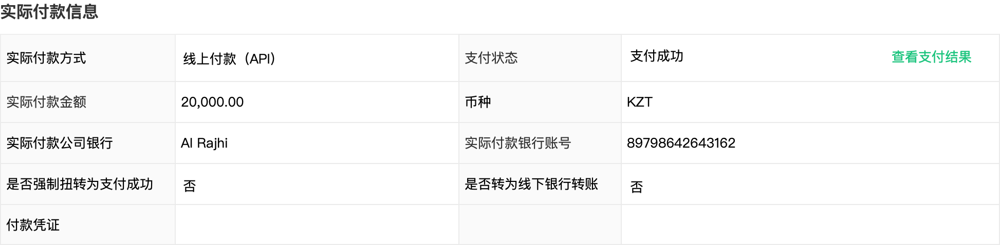 实际付款信息
实际付款方式 线上付款（API） 支付状态 支付成功 查看支付结果
实际付款金额 20,000.00 币种 KZT
实际付款公司银行 Al Rajhi 实际付款银行账号 89798642643162
是否强制扭转为支付成功 否 是否转为线下银行转账 否
付款凭证